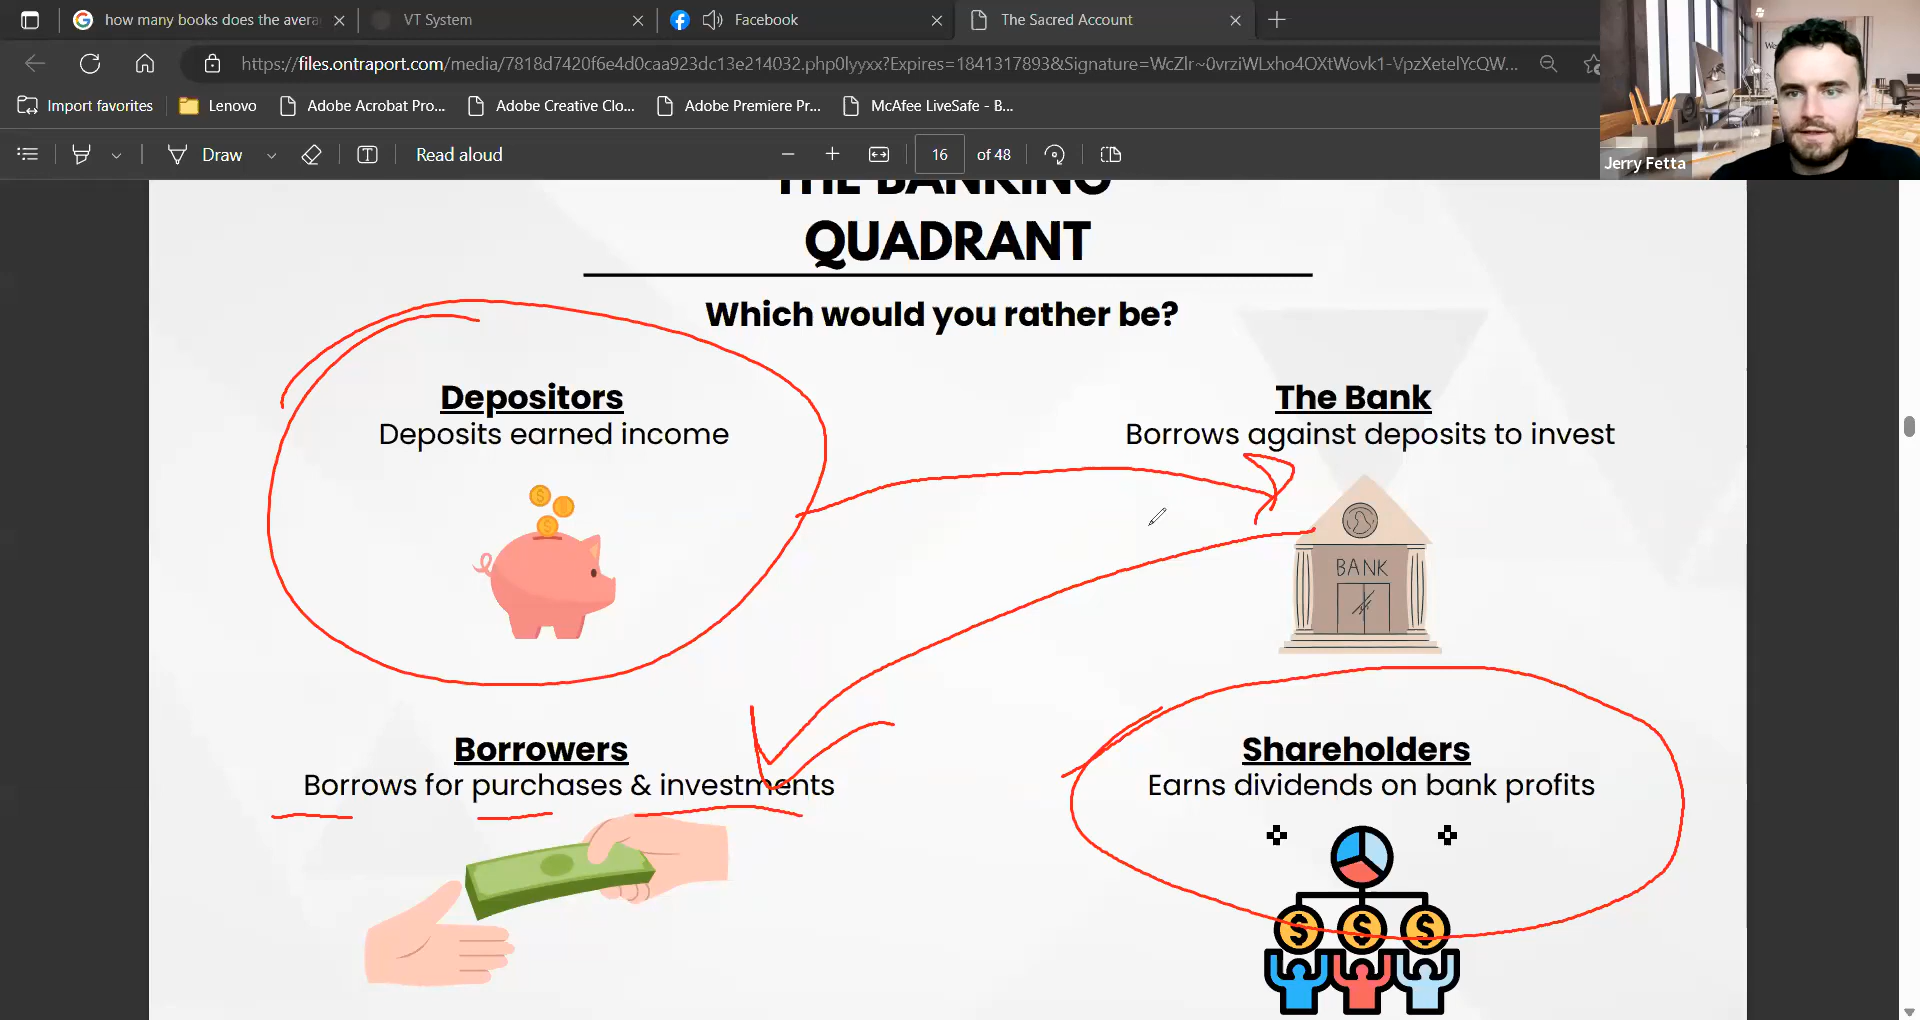 how many books does the avera
VT System
Facebook
The Sacred Account
https://files.ontraport.com/media/7818d7420f6e4d0caa923dc13e214032.php0lyyxx?Expires=1841317893&Signature=WcZlr~0vrziWLxho4OXtWovk1-VpzXetelYcQW...
Import favorites
Lenovo
Adobe Acrobat Pro...
Adobe Creative Clo...
Adobe Premiere Pr...
McAfee LiveSafe - B...
Draw
Read aloud
16 of 48
Jerry Fetta
THE BANKING
QUADRANT
Which would you rather be?
Depositors
Deposits earned income
The Bank
Borrows against deposits to invest
BANK
Borrowers
Borrows for purchases & investments
Shareholders
Earns dividends on bank profits